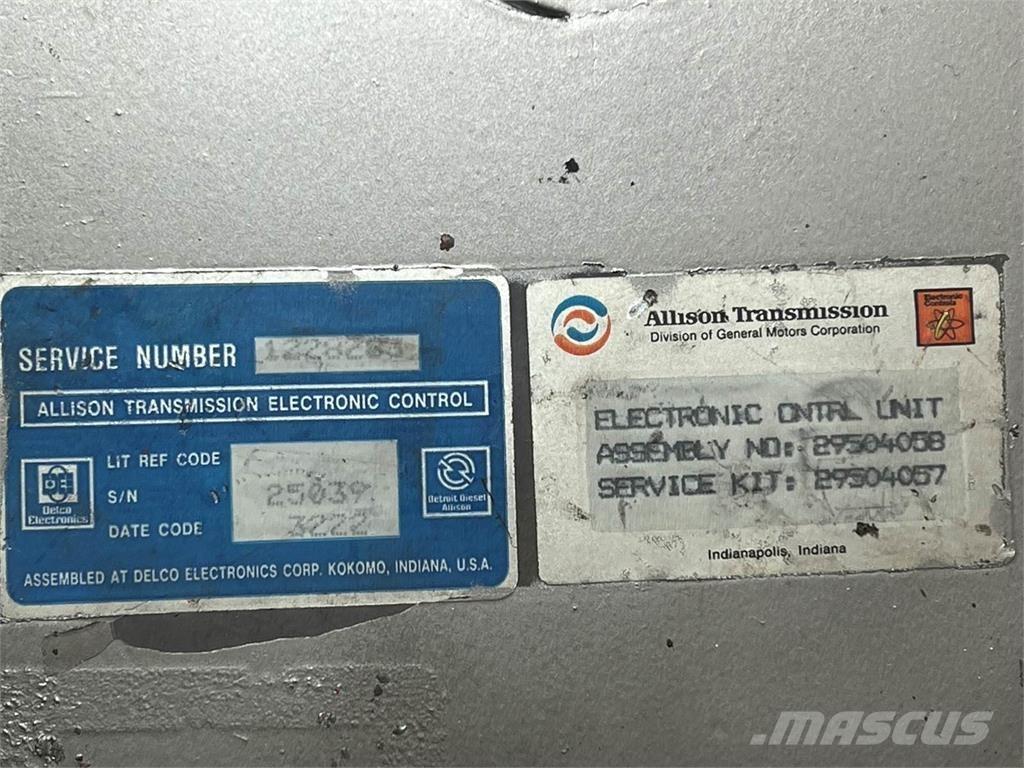 SERVICE NUMBER
ALLISON TRANSMISSION ELECTRONIC CONTROL
Delco
Electronics
LIT REF CODE
S/N 25039
DATE CODE
Detroit Diesel
Allison
ASSEMBLED AT DELCO ELECTRONICS CORP. KOKOMO, INDIANA, U.S.A.
Allison Transmission
Division of General Motors Corporation
Electronic
Controls
ELECTRONIC CNTRL UNIT
ASSEMBLY NO: 29504058
SERVICE KIT: 29504057
Indianapolis, Indiana
MASCUS